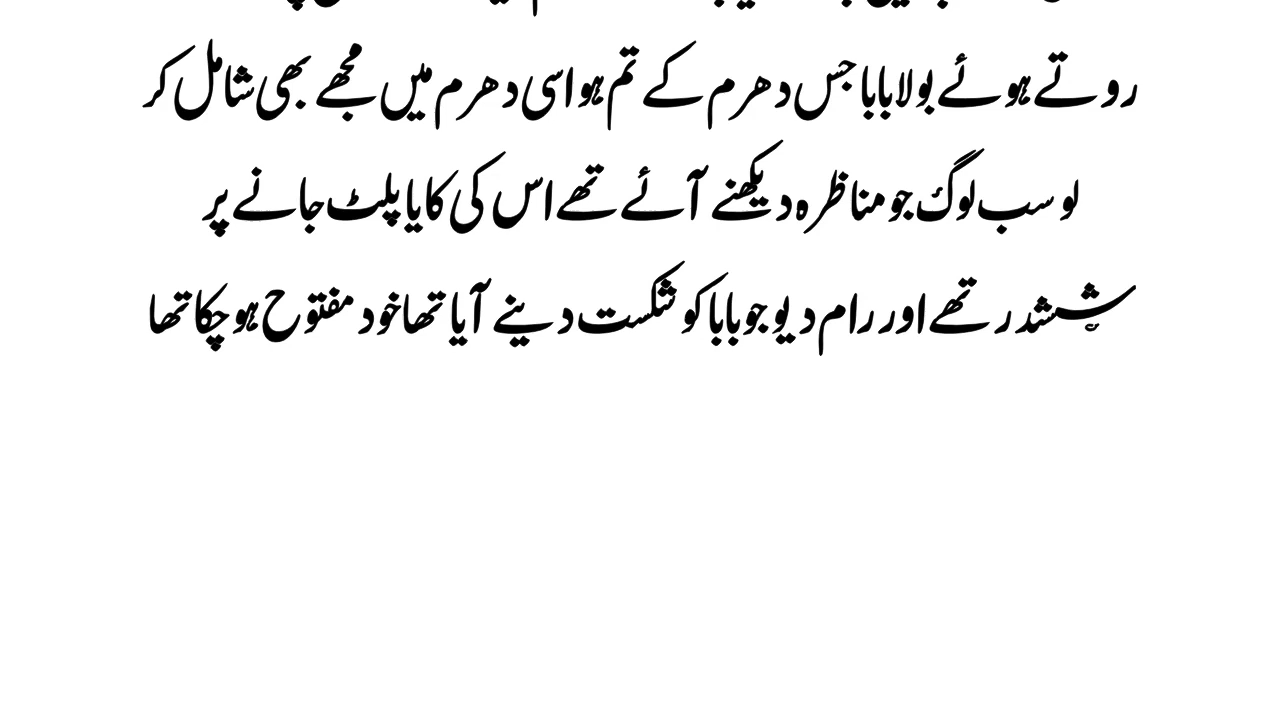 روتے ہوئے بولا بابا جس دھرم کے تم ہو اسی دھرم میں مجھے بھی شامل کر
لو سب لوگ جو مناظرہ دیکھنے آئے تھے اس کی کایا پلٹ جانے پر
ششدر تھے اور رام دیو جو بابا کو شکست دینے آیا تھا خود مفتوح ہو چکا تھا